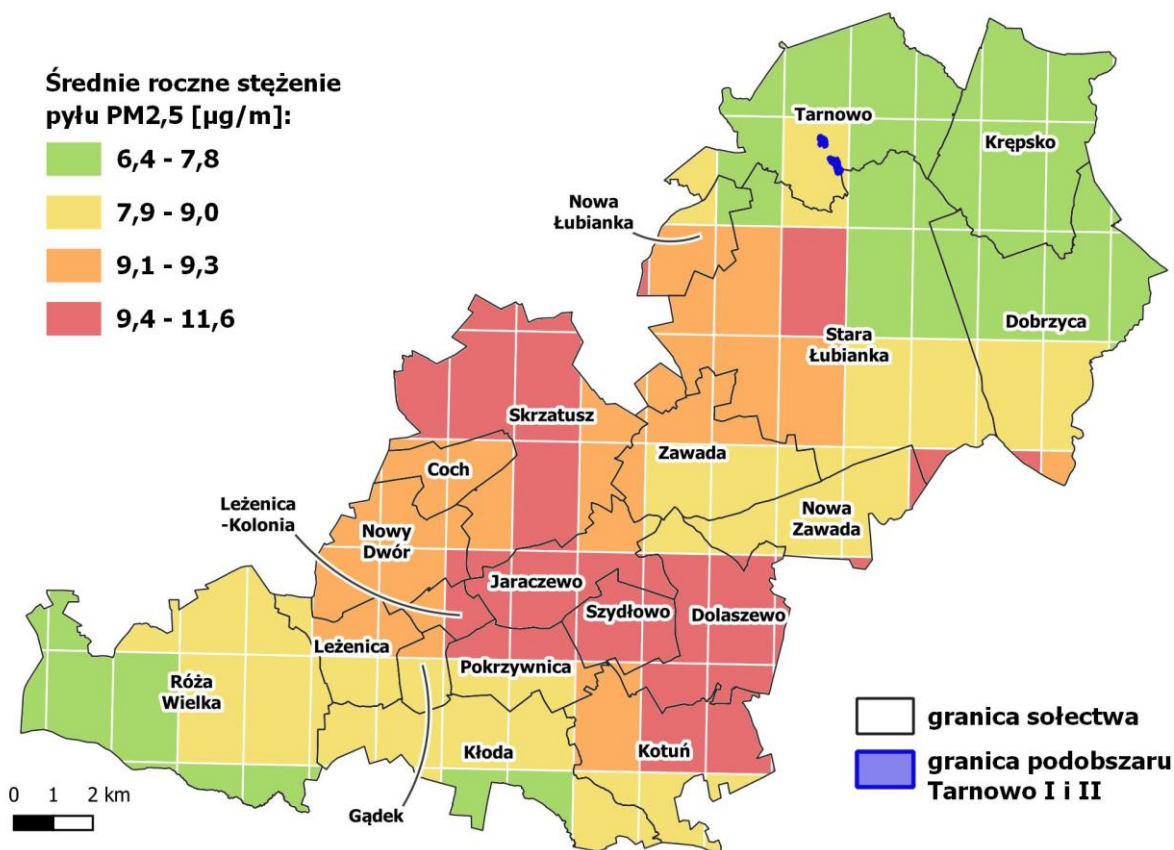 Średnie roczne stężenie
pyłu PM2,5 [µg/m]:
6,4 - 7,8
7,9 - 9,0
9,1 - 9,3
9,4 - 11,6
Tarnowo
Krępsko
Nowa
Łubianka
Dobrzyca
Stara
Łubianka
Skrzatusz
Zawada
Coch
Leżenica
-Kolonia
Nowy
Dwór
Nowa
Zawada
Jaraczewo
Szydłowo
Dolaszewo
Leżenica
Pokrzywnica
Róża
Wielka
Kłoda
Kotuń
Gądek
granica sołectwa
granica podobszaru
Tarnowo I i II
0 1 2 km